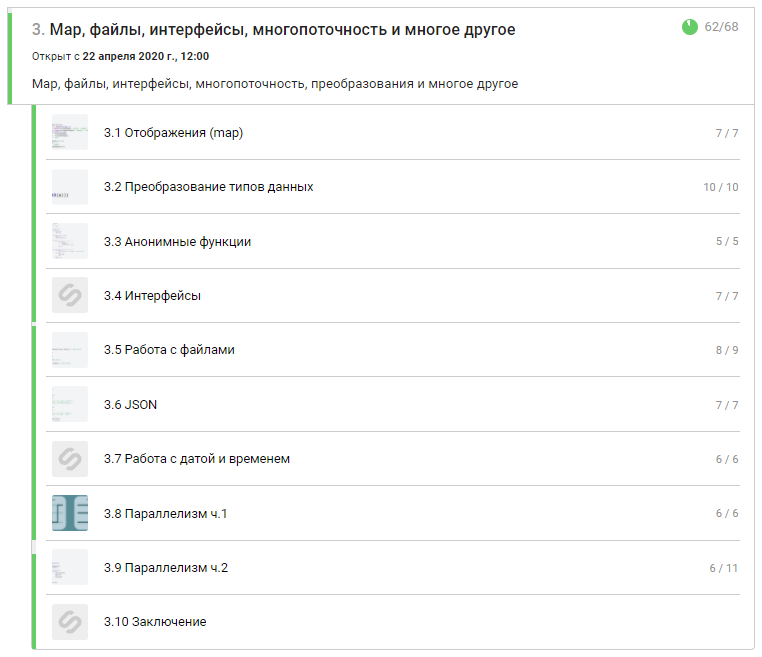 3. Map, файлы, интерфейсы, многопоточность и многое другое
62/68
Открыт с 22 апреля 2020 г., 12:00
Map, файлы, интерфейсы, многопоточность, преобразования и многое другое
3.1 Отображения (map)
7 / 7
3.2 Преобразование типов данных
10 / 10
3.3 Анонимные функции
5 / 5
3.4 Интерфейсы
7 / 7
3.5 Работа с файлами
8 / 9
3.6 JSON
7 / 7
3.7 Работа с датой и временем
6 / 6
3.8 Параллелизм ч.1
6 / 6
3.9 Параллелизм ч.2
6 / 11
3.10 Заключение